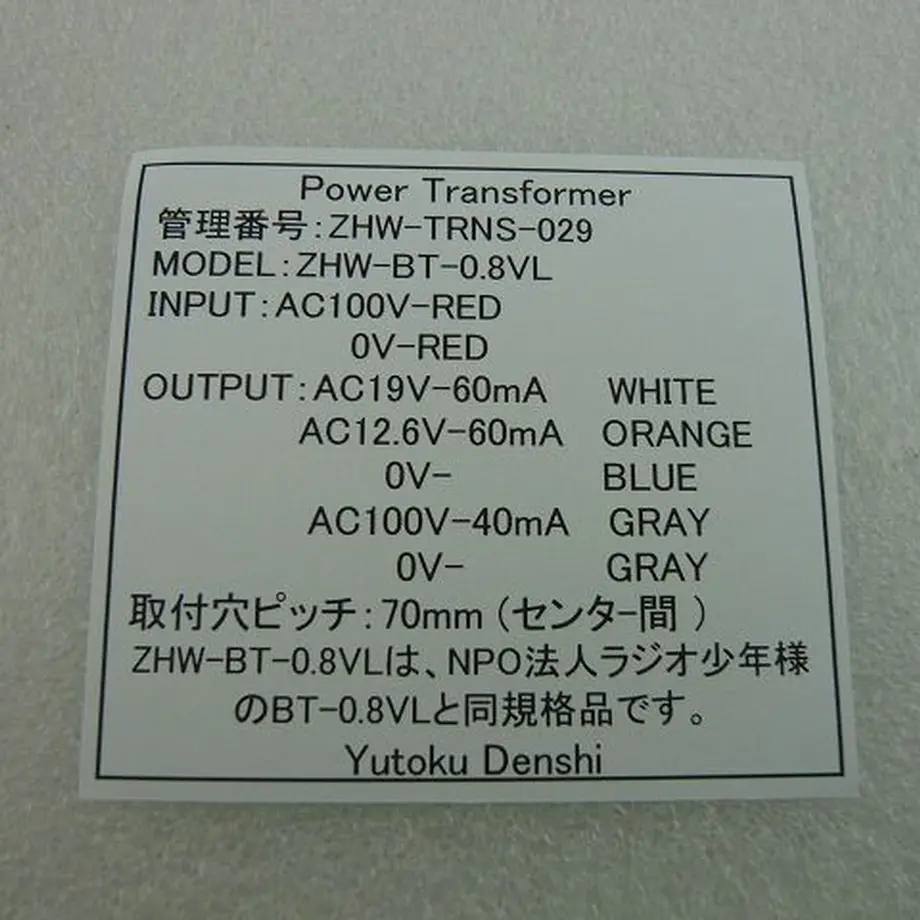 Power Transformer
管理番号:ZHW-TRNS-029
MODEL:ZHW-BT-0.8VL
INPUT:AC100V-RED
0V-RED
OUTPUT:AC19V-60mA WHITE
AC12.6V-60mA ORANGE
0V- BLUE
AC100V-40mA GRAY
0V- GRAY
取付穴ピッチ:70mm(センター間)
ZHW-BT-0.8VLは、NPO法人ラジオ少年様
のBT-0.8VLと同規格品です。
Yutoku Denshi